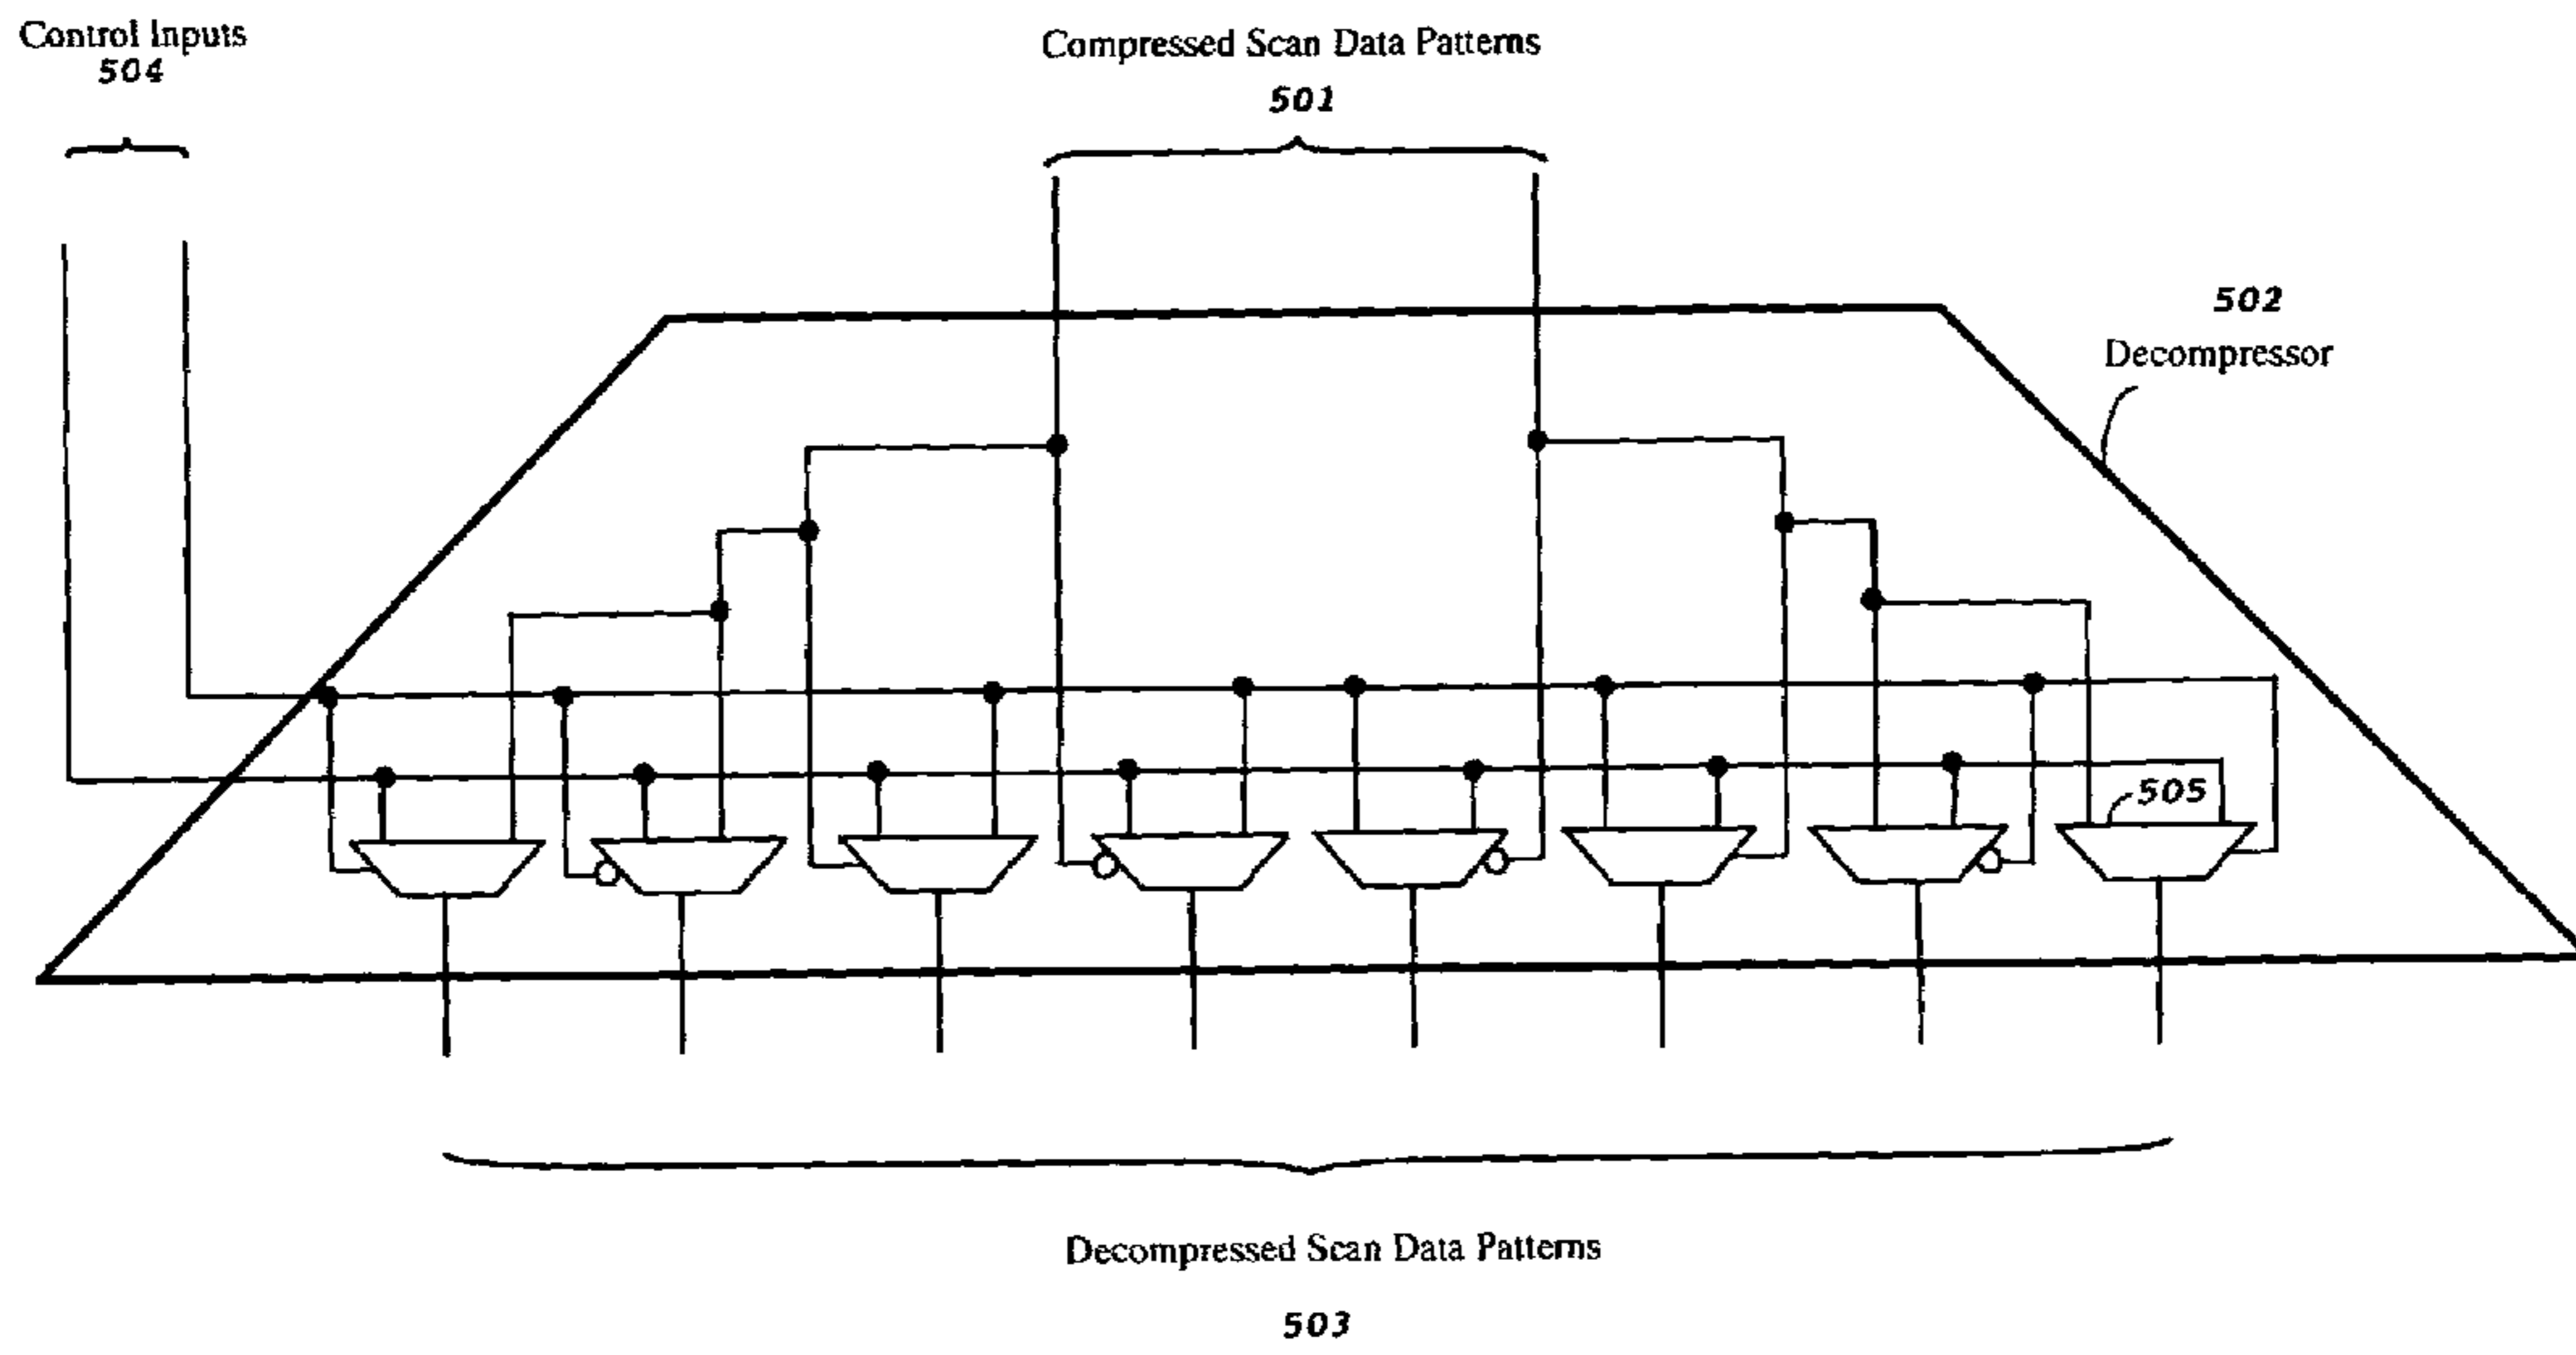 Control Inputs
504
Compressed Scan Data Patterns
501
502
Decompressor
505
Decompressed Scan Data Patterns
503